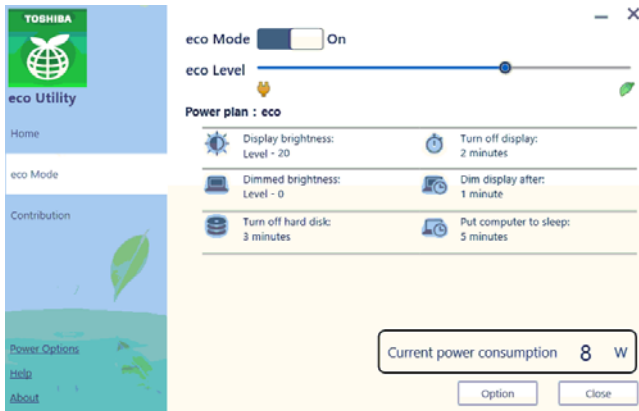 TOSHIBA
eco Utility
Home
eco Mode
Contribution
Power Options
Help
About
eco Mode On
eco Level
Power plan : eco
Display brightness:
Level - 20
Turn off display:
2 minutes
Dimmed brightness:
Level - 0
Dim display after:
1 minute
Turn off hard disk:
3 minutes
Put computer to sleep:
5 minutes
Current power consumption 8 W
Option Close